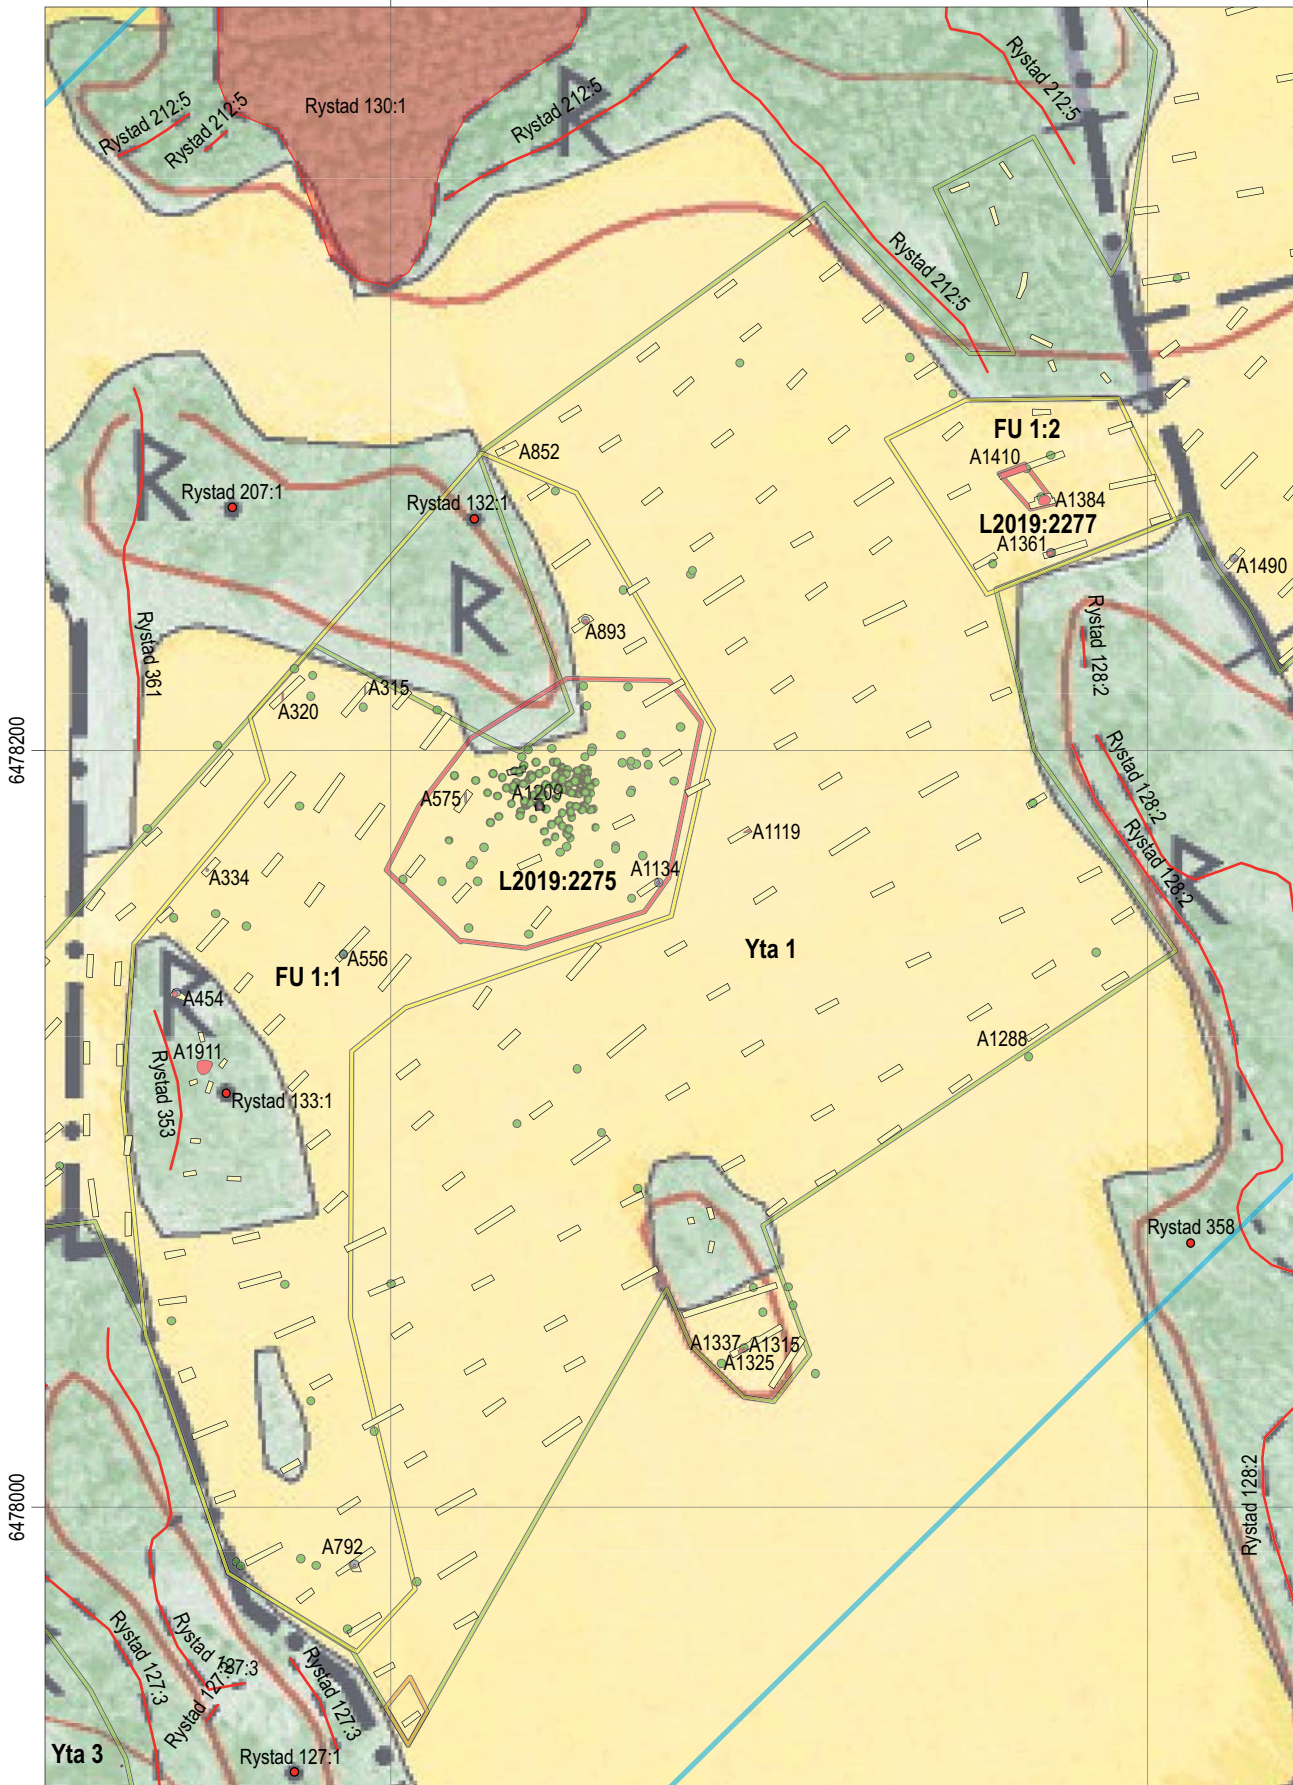 Rystad 212:5
Rystad 212:5
Rystad 130:1
Rystad 212:5
Rystad 212:5
R
Rystad 212:5
FU 1:2
A852
A1410
R
Rystad 207:1
Rystad 132:1
A1384
L2019:2277
A1361
A1490
R
A893
Rystad 361
Rystad 128:2
A315
A320
6478200
Rystad 128:2
A575
A1209
A1119
Rystad 128:2
R
A334
A1134
L2019:2275
Yta 1
A556
FU 1:1
R
A454
A1288
A1911
Rystad 353
Rystad 133:1
Rystad 358
A1337
A1315
A1325
6478000
Rystad 128:2
A792
Rystad 127:3
Rystad 127:3
Rystad 127:3
Rystad 127:3
Yta 3
Rystad 127:1